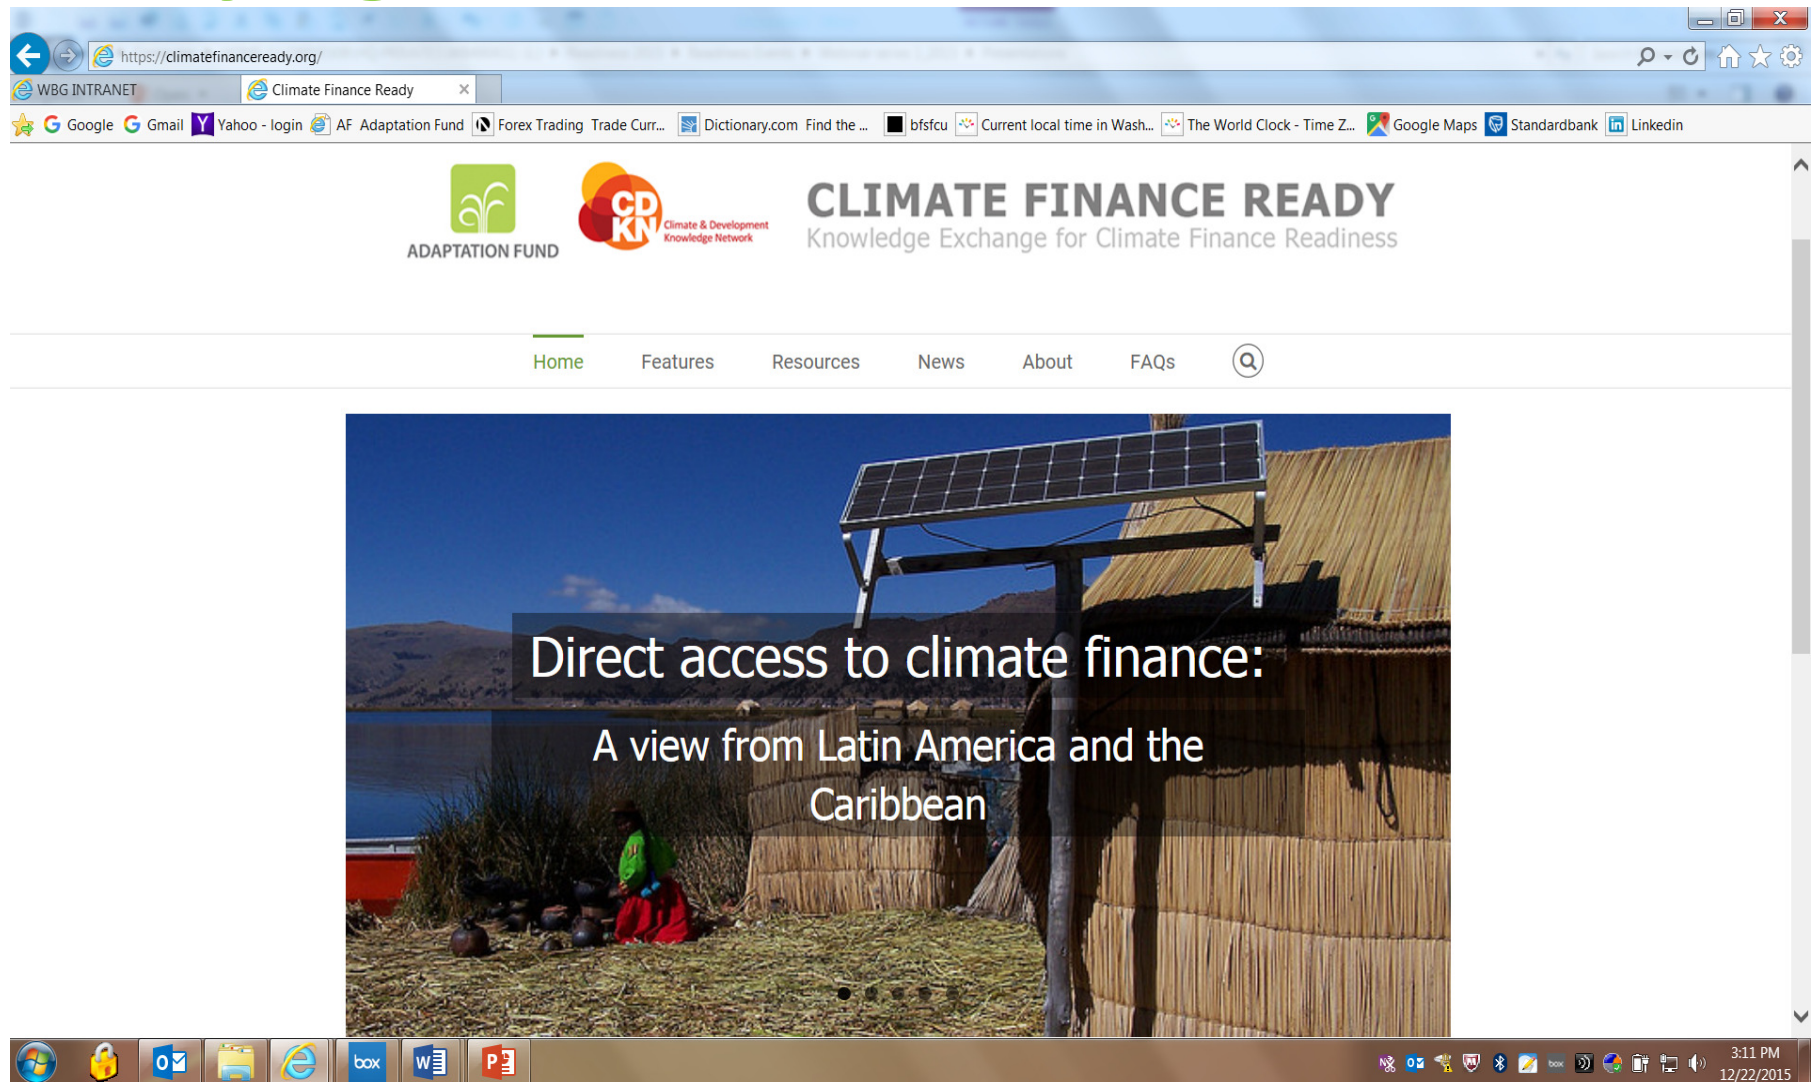 https://climatefinanceready.org/
WBG INTRANET
Climate Finance Ready
Google
Gmail
Yahoo - login
AF Adaptation Fund
Forex Trading Trade Curr...
Dictionary.com Find the ...
bfsfcu
Current local time in Wash...
The World Clock - Time Z...
Google Maps
Standardbank
Linkedin
ADAPTATION FUND
CD
KN
Climate & Development
Knowledge Network
CLIMATE FINANCE READY
Knowledge Exchange for Climate Finance Readiness
Home
Features
Resources
News
About
FAQs
Direct access to climate finance:
A view from Latin America and the
Caribbean
box
3:11 PM
12/22/2015